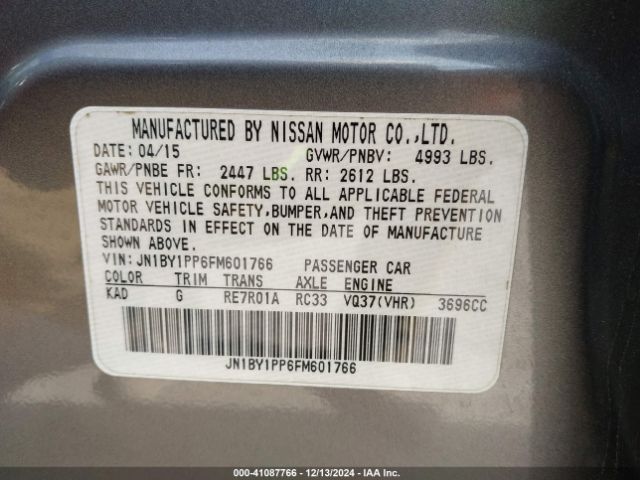 MANUFACTURED BY NISSAN MOTOR CO.,LTD.
DATE: 04/15 GVWR/PNBV: 4993 LBS.
GAWR/PNBE FR: 2447 LBS. RR: 2612 LBS.
THIS VEHICLE CONFORMS TO ALL APPLICABLE FEDERAL
MOTOR VEHICLE SAFETY,BUMPER,AND THEFT PREVENTION
STANDARDS IN EFFECT ON THE DATE OF MANUFACTURE
SHOWN ABOVE.
VIN: JN1BY1PP6FM601766 PASSENGER CAR
COLOR TRIM TRANS AXLE ENGINE
KAD G RE7R01A RC33 VQ37(VHR) 3696CC
JN1BY1PP6FM601766
000-41087766 - 12/13/2024 - IAA Inc.